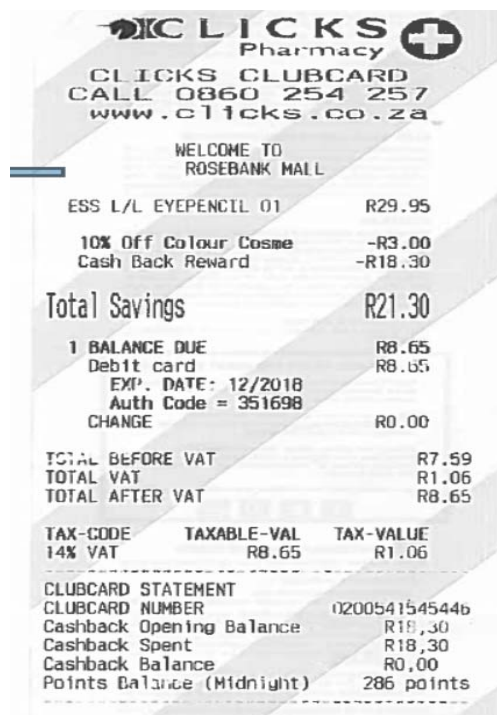 CLICKS
Pharmacy
CLICKS CLUBCARD
CALL 0860 254 257
www.clicks.co.za
WELCOME TO
ROSEBANK MALL
ESS L/L EYEPENCIL 01 R29.95
10% Off Colour Cosme -R3.00
Cash Back Reward -R18.30
Total Savings R21.30
1 BALANCE DUE R8.65
Debit card R8.65
EXP. DATE: 12/2018
Auth Code = 351698
CHANGE R0.00
TOTAL BEFORE VAT R7.59
TOTAL VAT R1.06
TOTAL AFTER VAT R8.65
TAX-CODE TAXABLE-VAL TAX-VALUE
14% VAT R8.65 R1.06
CLUBCARD STATEMENT
CLUBCARD NUMBER 0200541545446
Cashback Opening Balance R18,30
Cashback Spent R18,30
Cashback Balance R0,00
Points Balance (Midnight) 286 points